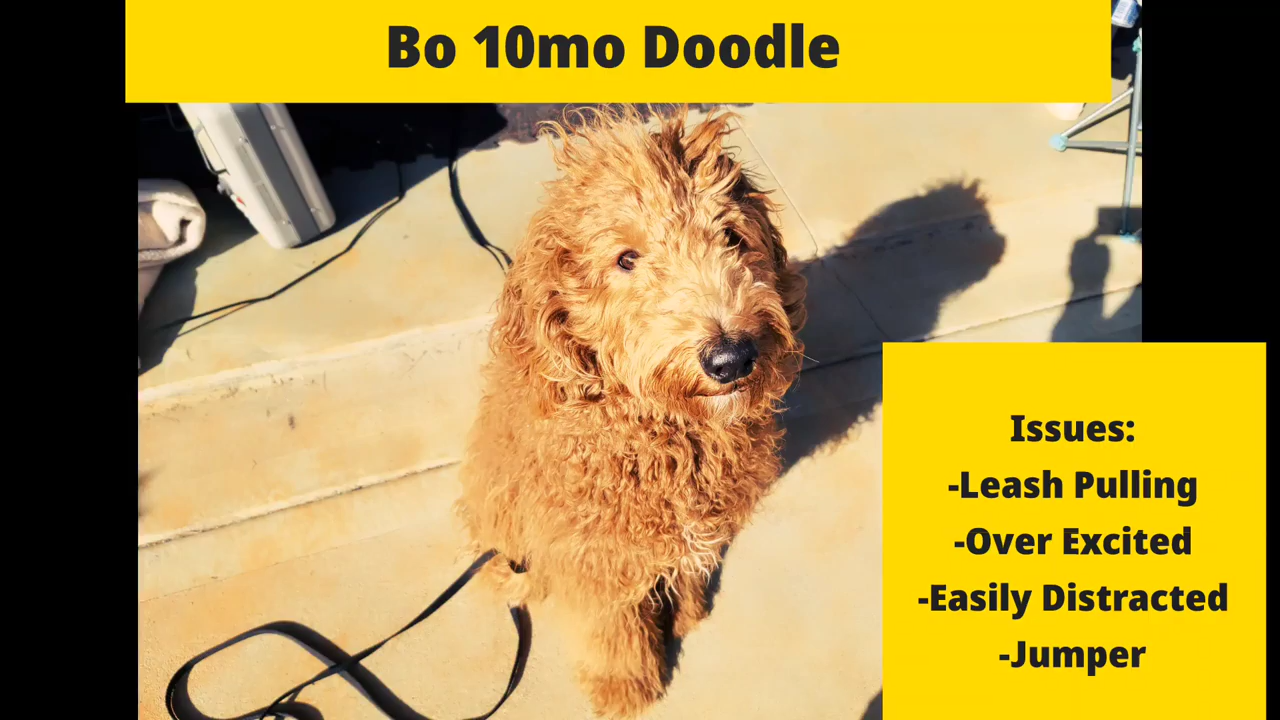 Bo 10mo Doodle
Issues:
-Leash Pulling
-Over Excited
-Easily Distracted
-Jumper